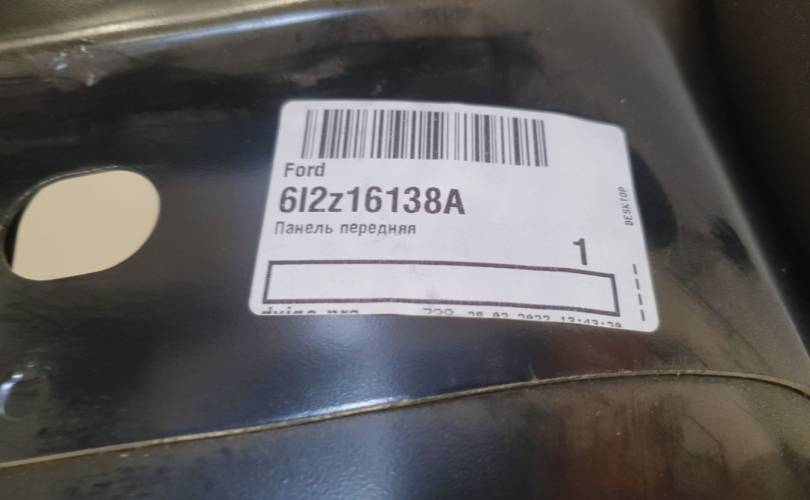 Ford
6l2z16138A
Панель передняя
1
DESKTOP